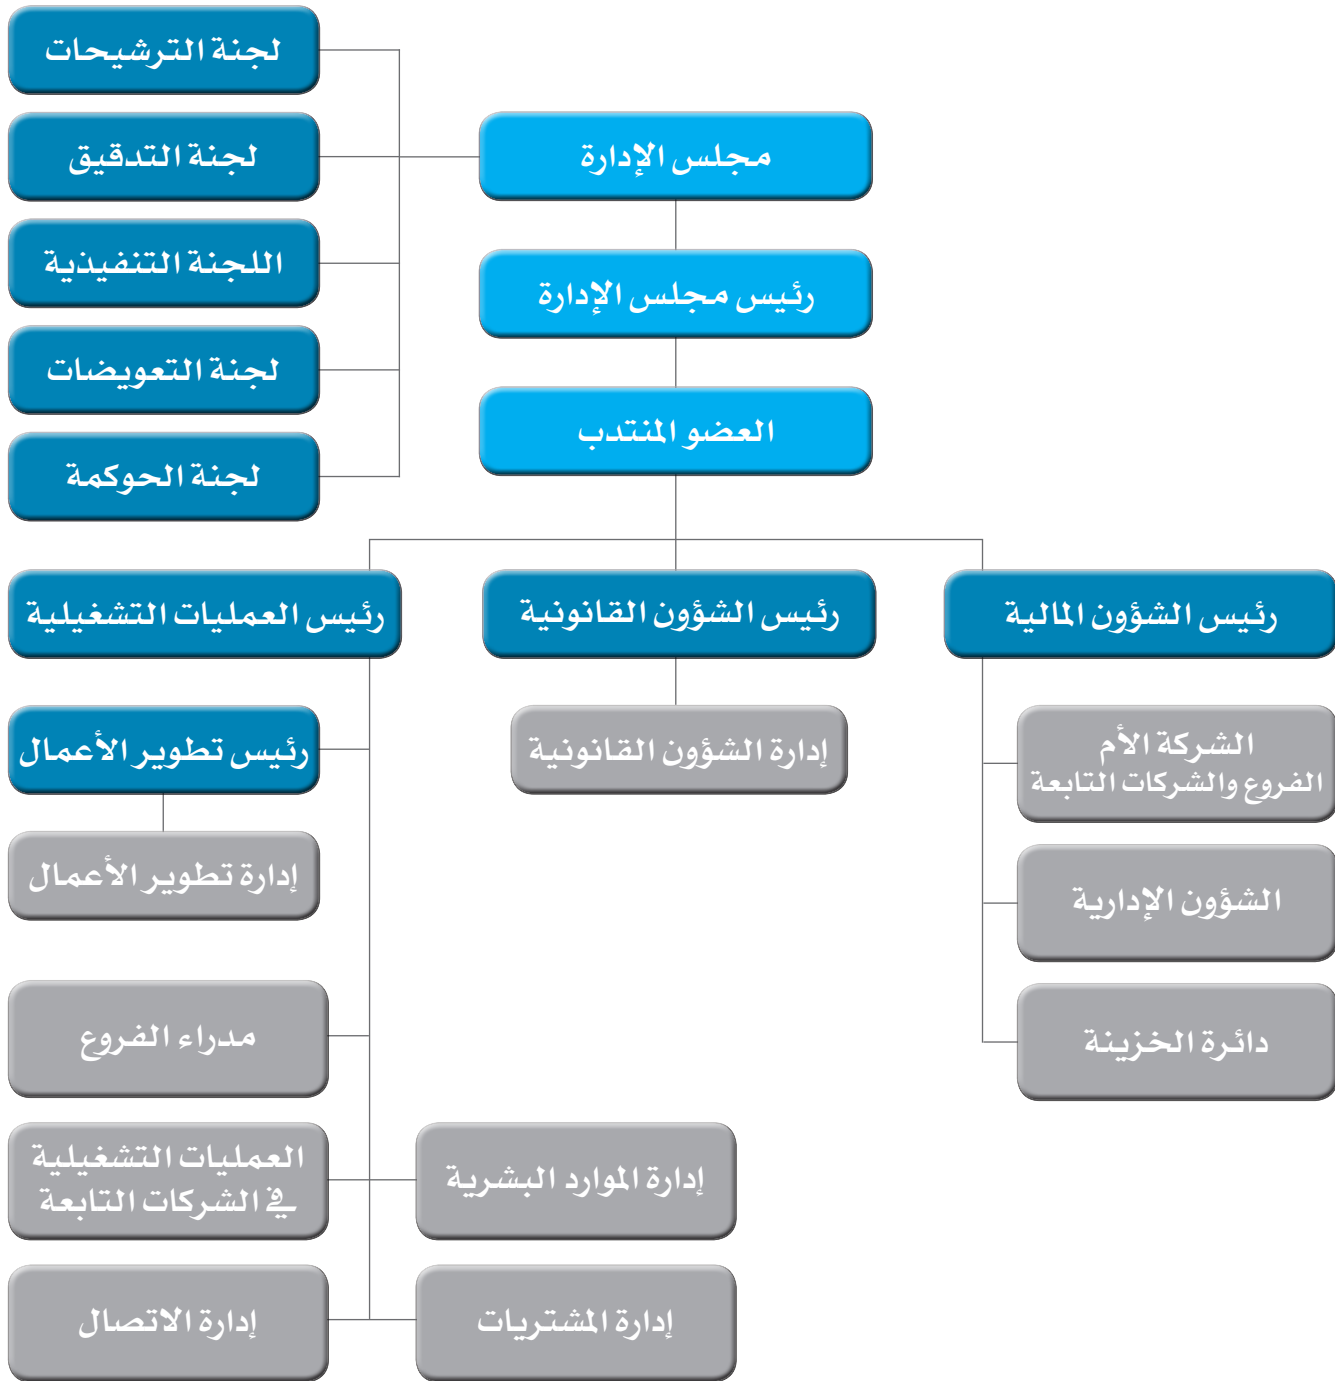 لجنة الترشيحات
مجلس الإدارة
لجنة التدقيق
رئيس مجلس الإدارة
اللجنة التنفيذية
لجنة التعويضات
العضو المنتدب
لجنة الحوكمة
رئيس الشؤون المالية
رئيس الشؤون القانونية
رئيس العمليات التشغيلية
الشركة الأم
الفروع والشركات التابعة
إدارة الشؤون القانونية
رئيس تطوير الأعمال
الشؤون الإدارية
إدارة تطوير الأعمال
دائرة الخزينة
مدراء الفروع
إدارة الموارد البشرية
العمليات التشغيلية
في الشركات التابعة
إدارة المشتريات
إدارة الاتصال